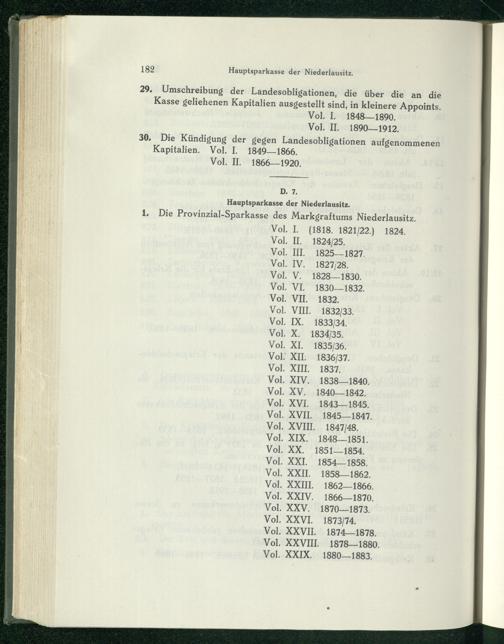 182
Hauptsparkasse der Niederlausitz.
29. Umschreibung der Landesobligationen, die über die an die
Kasse geliehenen Kapitalien ausgestellt sind, in kleinere Appoints.
Vol. I. 1848—1890.
Vol. II. 1890—1912.
30. Die Kündigung der gegen Landesobligationen aufgenommenen
Kapitalien. Vol. I. 1849—1866.
Vol. II. 1866—1920.
D. 7.
Hauptsparkasse der Niederlausitz.
1. Die Provinzial-Sparkasse des Markgraftums Niederlausitz.
Vol. I. (1818. 1821/22.) 1824.
Vol. II. 1824/25.
Vol. III. 1825—1827.
Vol. IV. 1827/28.
Vol. V. 1828—1830.
Vol. VI. 1830—1832.
Vol. VII. 1832.
Vol. VIII. 1832/33.
Vol. IX. 1833/34.
Vol. X. 1834/35.
Vol. XI. 1835/36.
Vol. XII. 1836/37.
Vol. XIII. 1837.
Vol. XIV. 1838—1840.
Vol. XV. 1840—1842.
Vol. XVI. 1843—1845.
Vol. XVII. 1845—1847.
Vol. XVIII. 1847/48.
Vol. XIX. 1848—1851.
Vol. XX. 1851—1854.
Vol. XXI. 1854—1858.
Vol. XXII. 1858—1862.
Vol. XXIII. 1862—1866.
Vol. XXIV. 1866—1870.
Vol. XXV. 1870—1873.
Vol. XXVI. 1873/74.
Vol. XXVII. 1874—1878.
Vol. XXVIII. 1878—1880.
Vol. XXIX. 1880—1883.